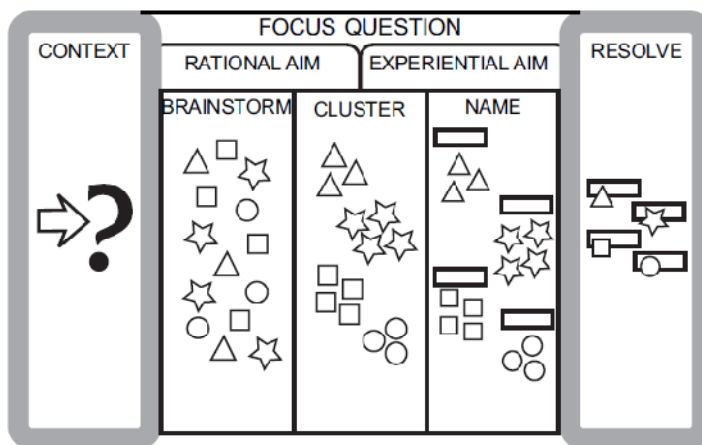 FOCUS QUESTION
CONTEXT
RATIONAL AIM
EXPERIENTIAL AIM
RESOLVE
BRAINSTORM
CLUSTER
NAME
?